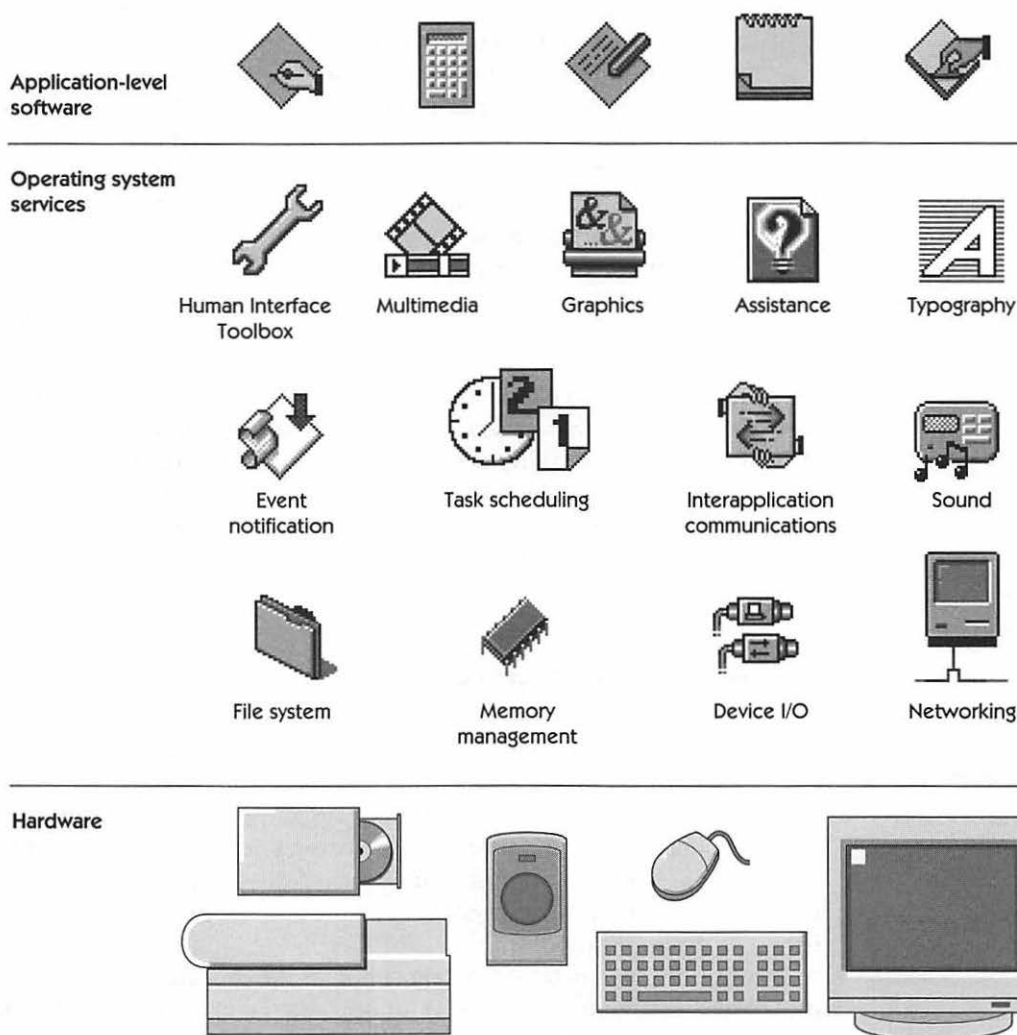 Application-level
software
Operating system
services
Human Interface
Toolbox
Multimedia
Graphics
Assistance
Typography
Event
notification
Task scheduling
Interapplication
communications
Sound
File system
Memory
management
Device I/O
Networking
Hardware